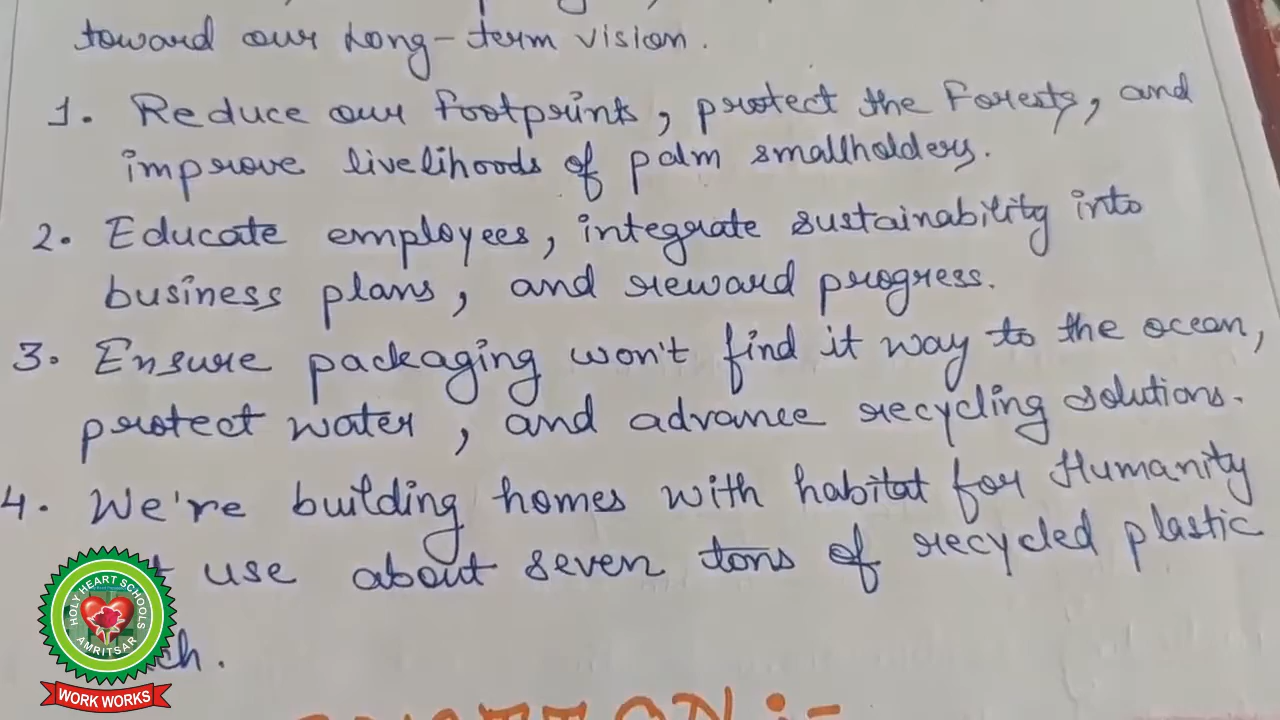 toward our Long-term vision.
1. Reduce our footprints, protect the Forests, and
improve livelihoods of palm smallholders.
2. Educate employees, integrate sustainability into
business plans, and reward progress.
3. Ensure packaging won't find it way to the ocean,
protect water, and advance recycling solutions.
4. We're building homes with habitat for Humanity
use about seven tons of recycled plastic
HOLY HEART SCHOOLS
AMRITSAR
WORK WORKS